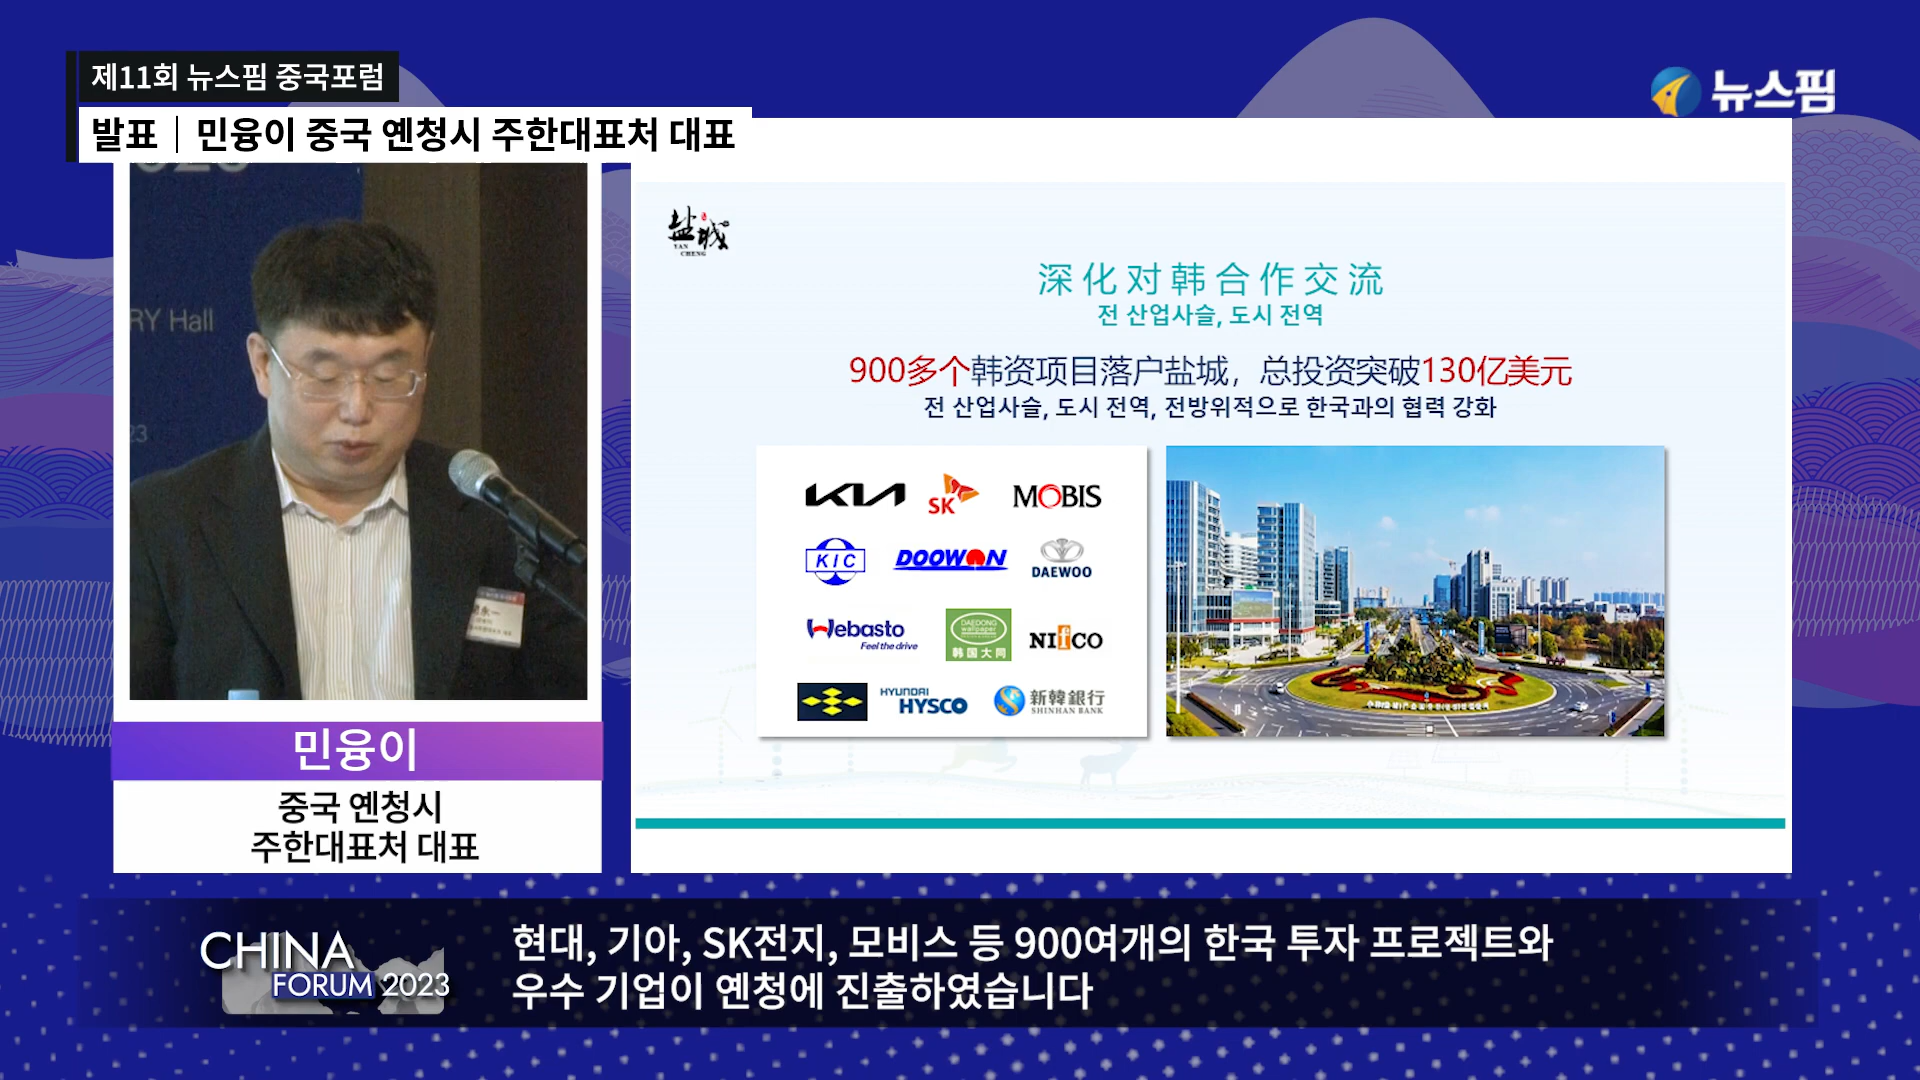 제11회 뉴스핌 중국포럼
발표｜민융이 중국 옌청시 주한대표처 대표
뉴스핌
RY Hall
23
민융이
중국 옌청시
주한대표처 대표
盐城
YAN
CHENG
深化对韩合作交流
전 산업사슬, 도시 전역
900多个韩资项目落户盐城，总投资突破130亿美元
전 산업사슬, 도시 전역, 전방위적으로 한국과의 협력 강화
KIA SK MOBIS
KIC DOOWON DAEWOO
Webasto
Feel the drive
DAEDONG
wallpaper
韩国大同
NIFCO
HYUNDAI
HYSCO
新韓銀行
SHINHAN BANK
CHINA
FORUM 2023
현대, 기아, SK전지, 모비스 등 900여개의 한국 투자 프로젝트와
우수 기업이 옌청에 진출하였습니다